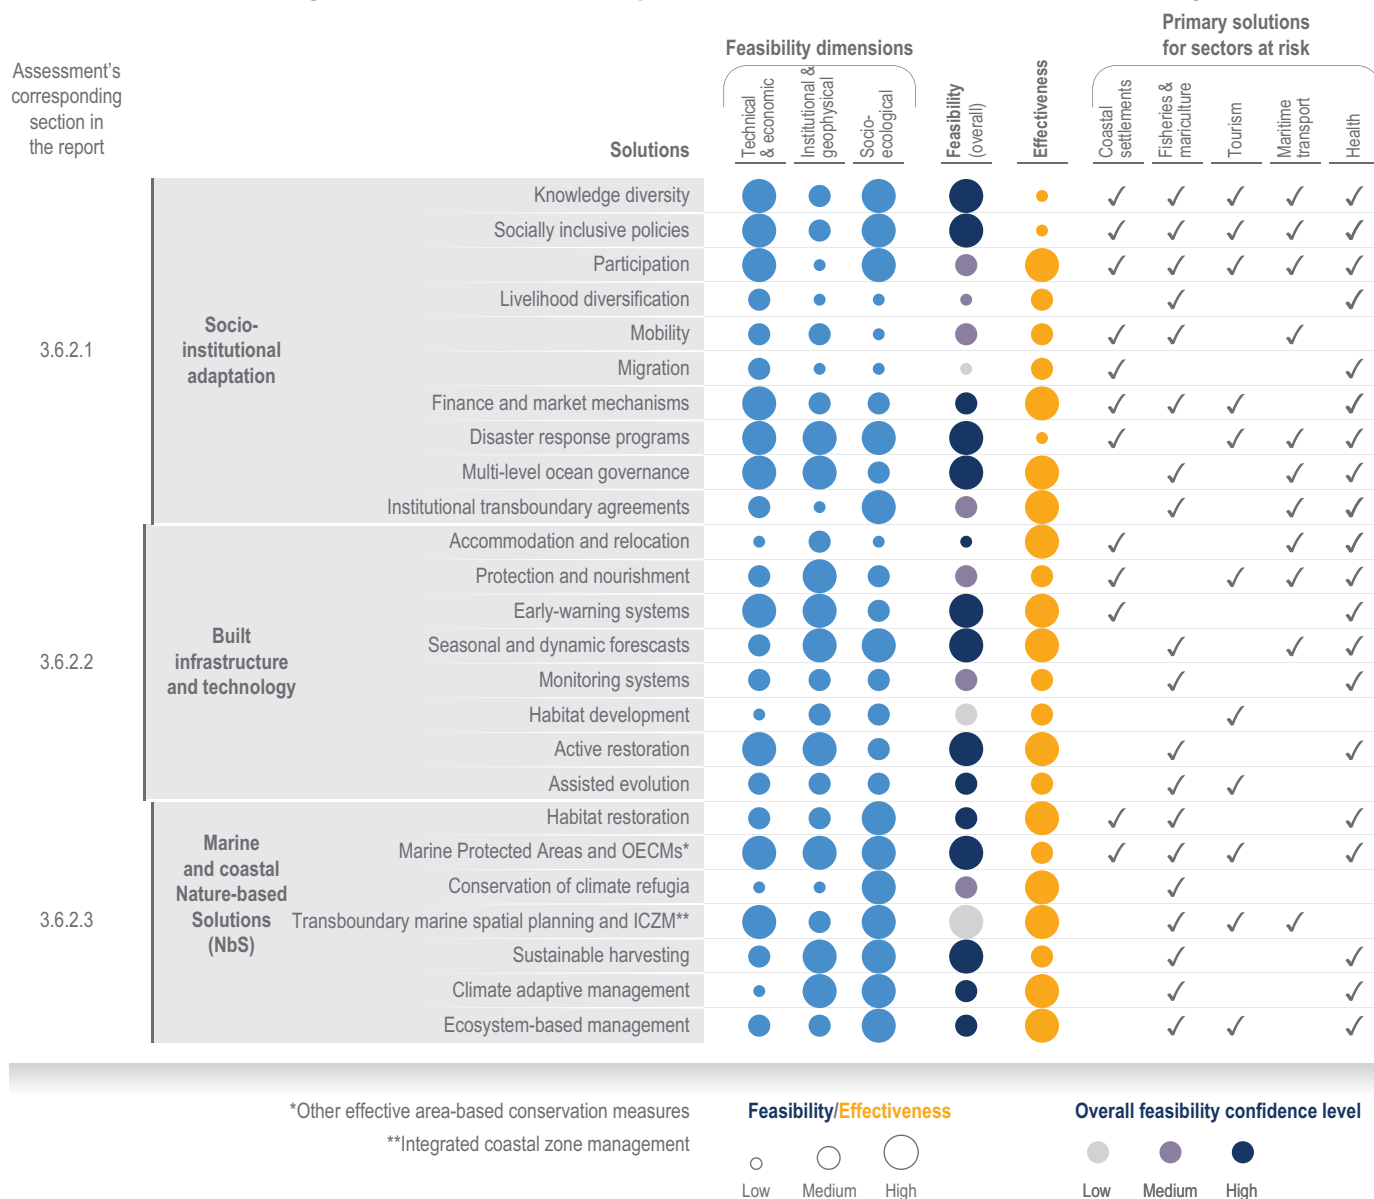 Primary solutions
for sectors at risk
Feasibility dimensions
Assessment's
corresponding
section in
the report
Solutions
Technical
& economic
Institutional &
geophysical
Socio-
ecological
Feasibility
(overall)
Effectiveness
Coastal
settlements
Fisheries &
mariculture
Tourism
Maritime
transport
Health
3.6.2.1
Socio-
institutional
adaptation
Knowledge diversity
Socially inclusive policies
Participation
Livelihood diversification
Mobility
Migration
Finance and market mechanisms
Disaster response programs
Multi-level ocean governance
Institutional transboundary agreements
3.6.2.2
Built
infrastructure
and technology
Accommodation and relocation
Protection and nourishment
Early-warning systems
Seasonal and dynamic forecasts
Monitoring systems
Habitat development
Active restoration
Assisted evolution
3.6.2.3
Marine
and coastal
Nature-based
Solutions
(NbS)
Habitat restoration
Marine Protected Areas and OECMs*
Conservation of climate refugia
Transboundary marine spatial planning and ICZM**
Sustainable harvesting
Climate adaptive management
Ecosystem-based management
*Other effective area-based conservation measures
**Integrated coastal zone management
Feasibility/Effectiveness
Low Medium High
Overall feasibility confidence level
Low Medium High